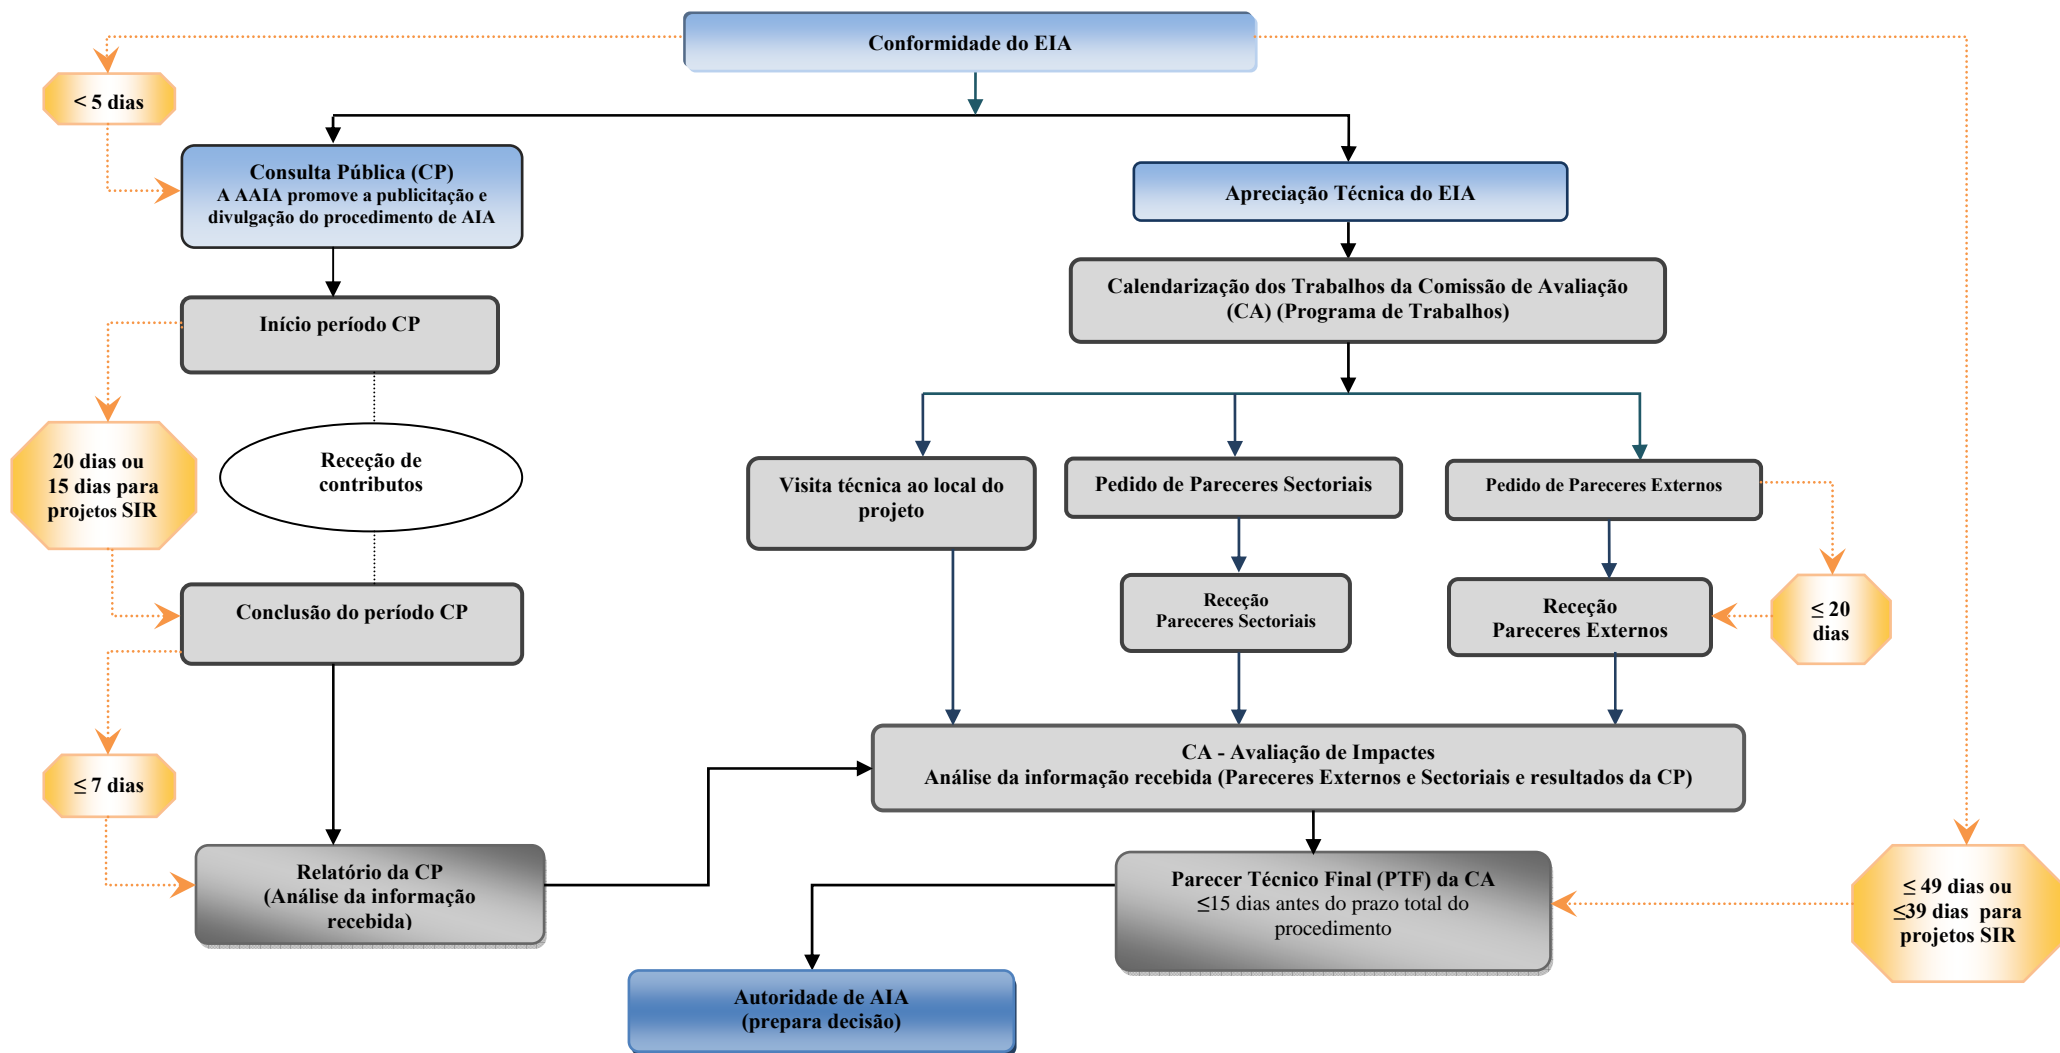 Conformidade do EIA
< 5 dias
Consulta Pública (CP)
A AAIA promove a publicitação e
divulgação do procedimento de AIA
Apreciação Técnica do EIA
Calendarização dos Trabalhos da Comissão de Avaliação
(CA) (Programa de Trabalhos)
Início período CP
20 dias ou
15 dias para
projetos SIR
Receção de
contributos
Visita técnica ao local do
projeto
Pedido de Pareceres Sectoriais
Pedido de Pareceres Externos
Conclusão do período CP
Receção
Pareceres Sectoriais
Receção
Pareceres Externos
≤ 20
dias
≤ 7 dias
CA - Avaliação de Impactes
Análise da informação recebida (Pareceres Externos e Sectoriais e resultados da CP)
Relatório da CP
(Análise da informação
recebida)
Parecer Técnico Final (PTF) da CA
≤15 dias antes do prazo total do
procedimento
≤ 49 dias ou
≤39 dias para
projetos SIR
Autoridade de AIA
(prepara decisão)